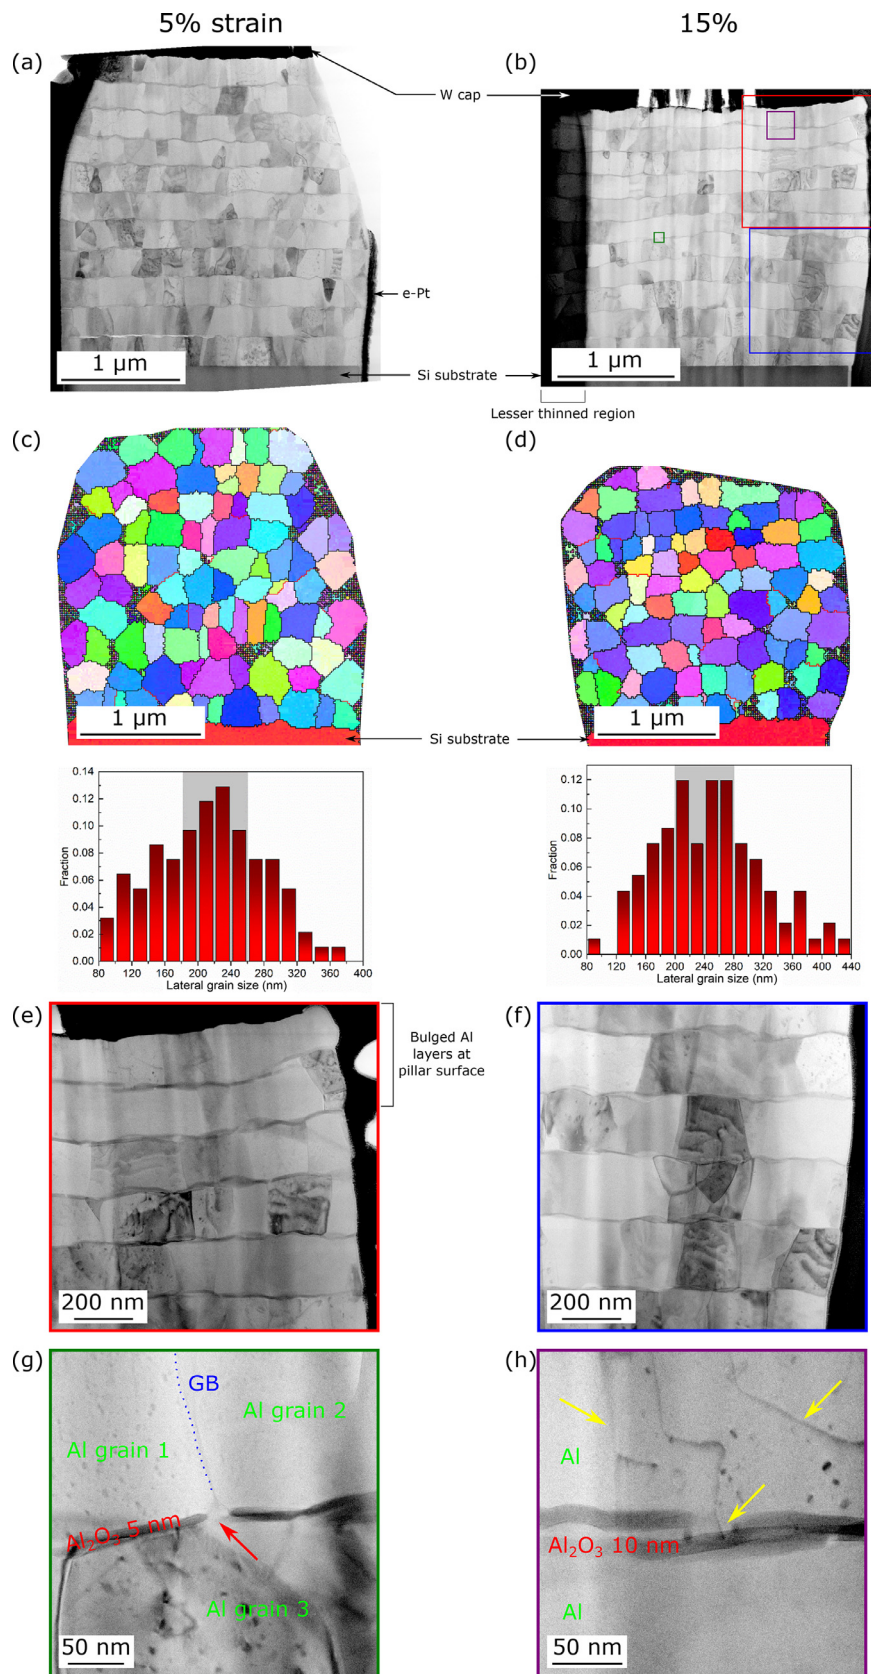 5% strain
15%
(a)
(b)
W cap
e-Pt
1 µm
1 µm
Si substrate
Lesser thinned region
(c)
(d)
1 µm
1 µm
Si substrate
0.14
0.12
0.10
0.08
0.06
0.04
0.02
0.00
Fraction
80 120 160 200 240 280 320 360 400
Lateral grain size (nm)
0.12
0.10
0.08
0.06
0.04
0.02
0.00
Fraction
80 120 160 200 240 280 320 360 400 440
Lateral grain size (nm)
(e)
Bulged Al
layers at
pillar surface
(f)
200 nm
200 nm
(g)
GB
Al grain 2
Al grain 1
Al₂O₃ 5 nm
Al grain 3
50 nm
(h)
Al
Al₂O₃ 10 nm
Al
50 nm